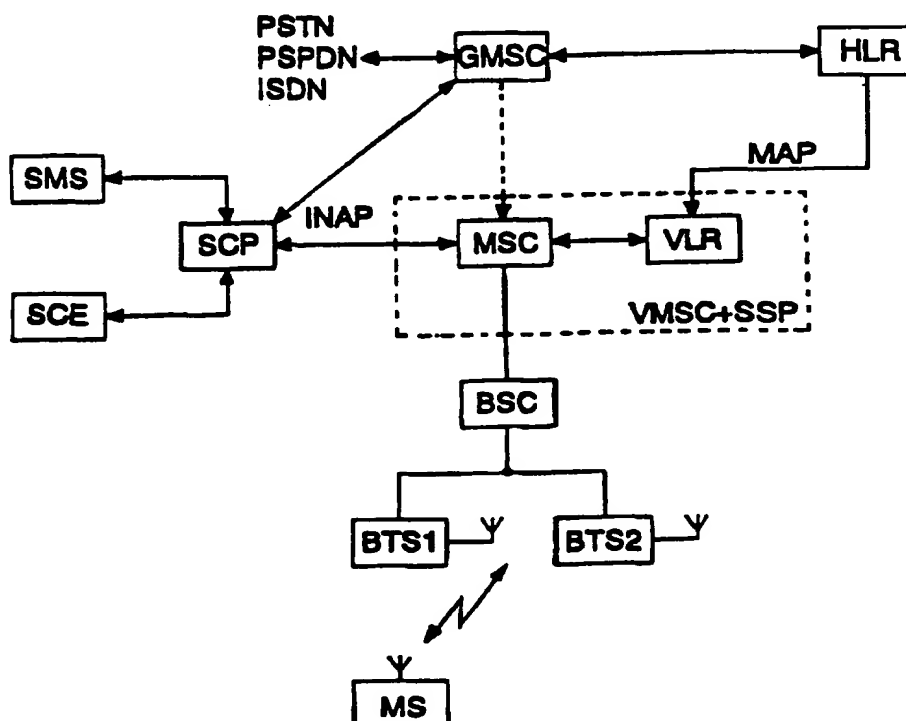 PSTN
PSPDN
ISDN
GMSC
HLR
MAP
SMS
INAP
SCP
MSC
VLR
SCE
VMSC+SSP
BSC
BTS1
BTS2
MS